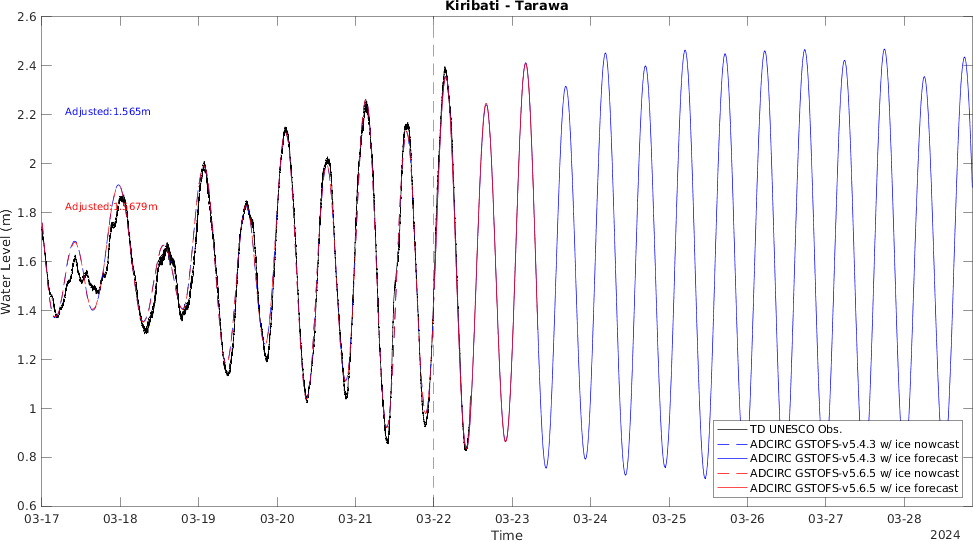 Kiribati - Tarawa
2.6
2.4
2.2
2
1.8
1.6
1.4
1.2
1
0.8
0.6
Water Level (m)
Adjusted:1.565m
Adjusted:1.5679m
TD UNESCO Obs.
ADCIRC GSTOFS-v5.4.3 w/ ice nowcast
ADCIRC GSTOFS-v5.4.3 w/ ice forecast
ADCIRC GSTOFS-v5.6.5 w/ ice nowcast
ADCIRC GSTOFS-v5.6.5 w/ ice forecast
03-17 03-18 03-19 03-20 03-21 03-22 03-23 03-24 03-25 03-26 03-27 03-28
Time
2024